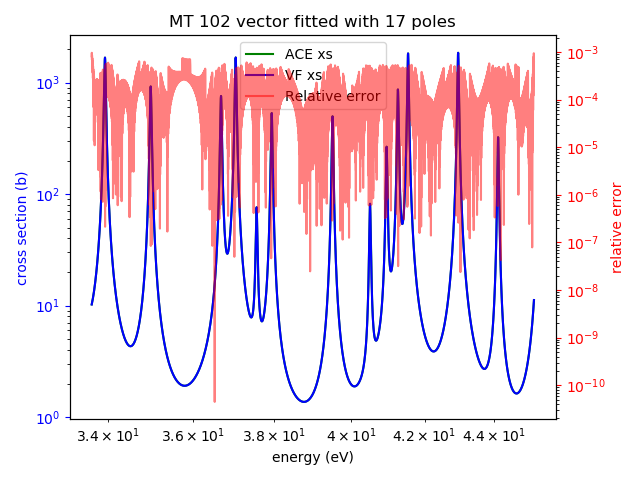 MT 102 vector fitted with 17 poles
ACE xs
VF xs
Relative error
cross section (b)
10³
10²
10¹
10⁰
relative error
10⁻³
10⁻⁴
10⁻⁵
10⁻⁶
10⁻⁷
10⁻⁸
10⁻⁹
10⁻¹⁰
3.4 × 10¹ 3.6 × 10¹ 3.8 × 10¹ 4 × 10¹ 4.2 × 10¹ 4.4 × 10¹
energy (eV)